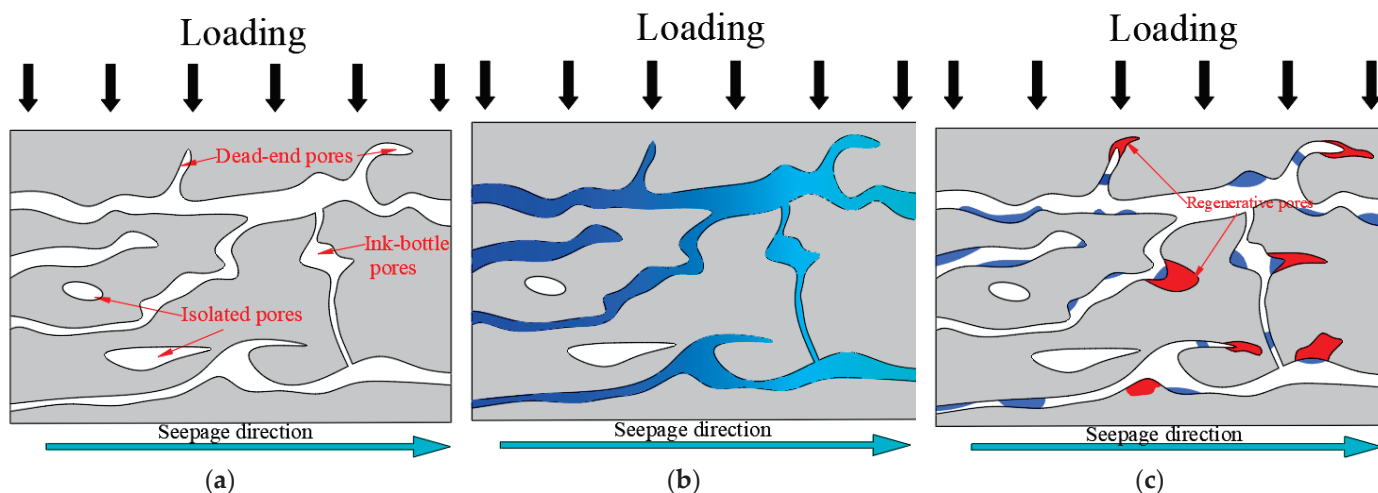 Loading
Dead-end pores
Ink-bottle
pores
Isolated pores
Seepage direction
(a)
Loading
Seepage direction
(b)
Loading
Regenerative pores
Seepage direction
(c)